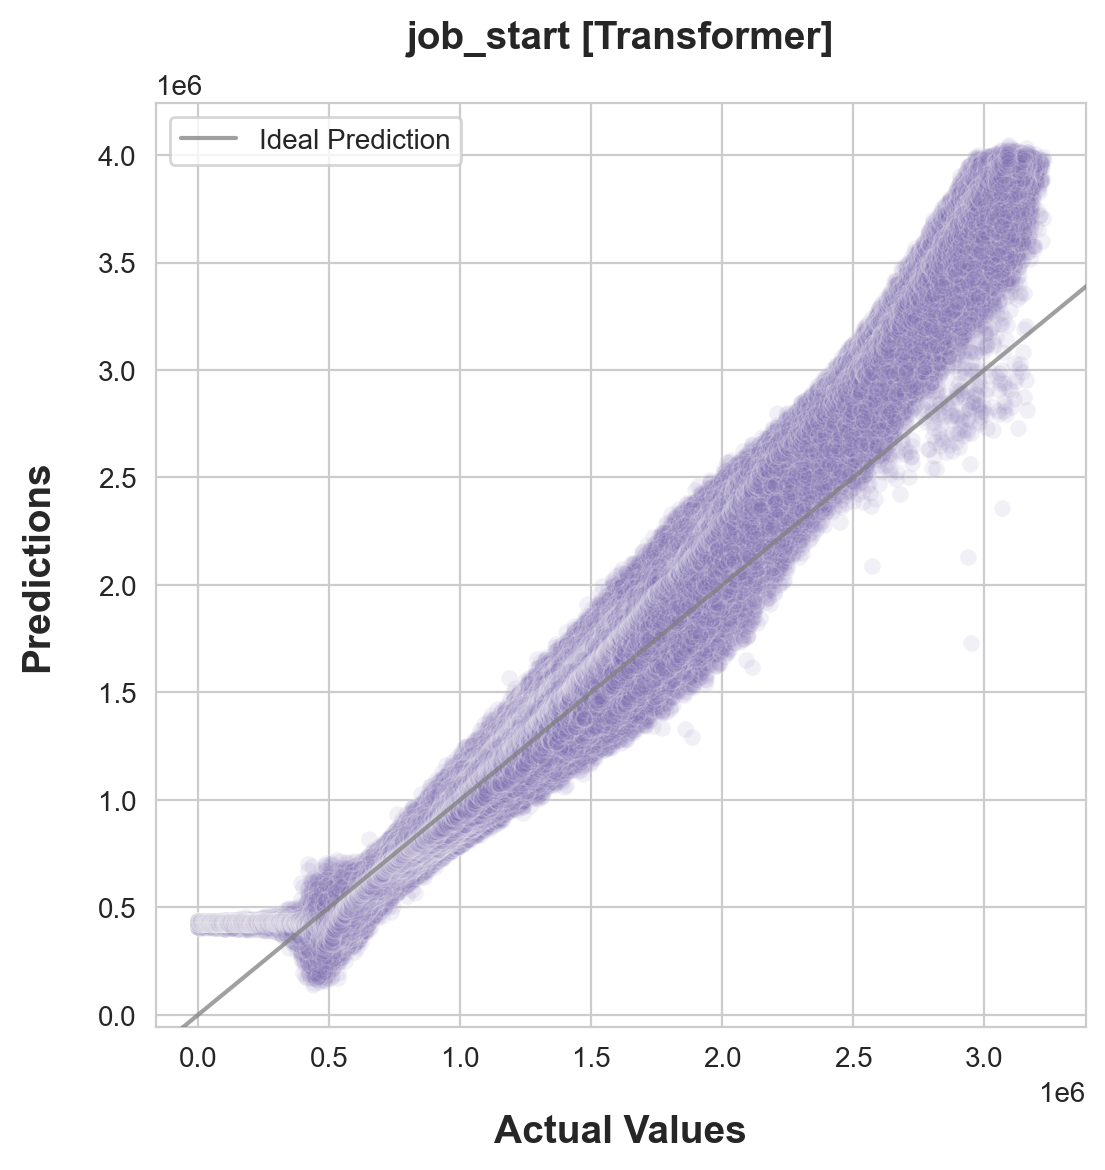 job_start [Transformer]
1e6
Ideal Prediction
4.0
3.5
3.0
2.5
2.0
1.5
1.0
0.5
0.0
Predictions
0.0 0.5 1.0 1.5 2.0 2.5 3.0
1e6
Actual Values